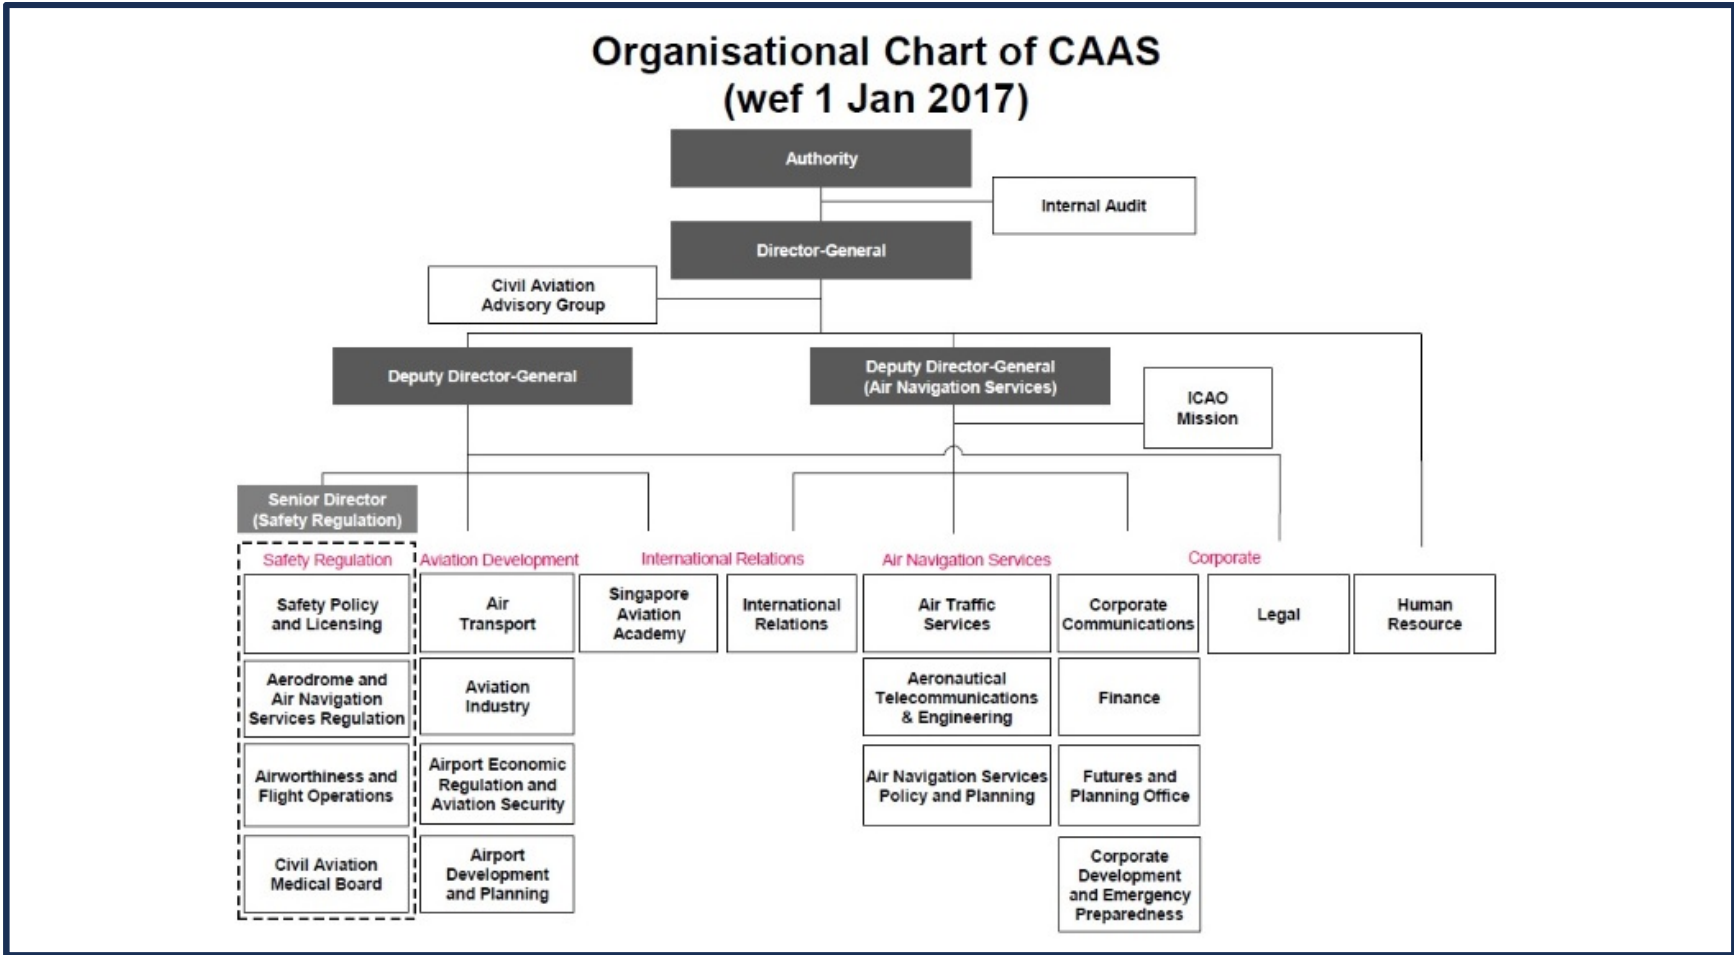 Organisational Chart of CAAS
(wef 1 Jan 2017)
Authority
Internal Audit
Director-General
Civil Aviation
Advisory Group
Deputy Director-General
Deputy Director-General
(Air Navigation Services)
ICAO
Mission
Senior Director
(Safety Regulation)
Safety Regulation
Safety Policy
and Licensing
Aerodrome and
Air Navigation
Services Regulation
Airworthiness and
Flight Operations
Civil Aviation
Medical Board
Aviation Development
Air
Transport
Aviation
Industry
Airport Economic
Regulation and
Aviation Security
Airport
Development
and Planning
International Relations
Singapore
Aviation
Academy
International
Relations
Air Navigation Services
Air Traffic
Services
Aeronautical
Telecommunications
& Engineering
Air Navigation Services
Policy and Planning
Corporate
Corporate
Communications
Finance
Futures and
Planning Office
Corporate
Development
and Emergency
Preparedness
Legal
Human
Resource